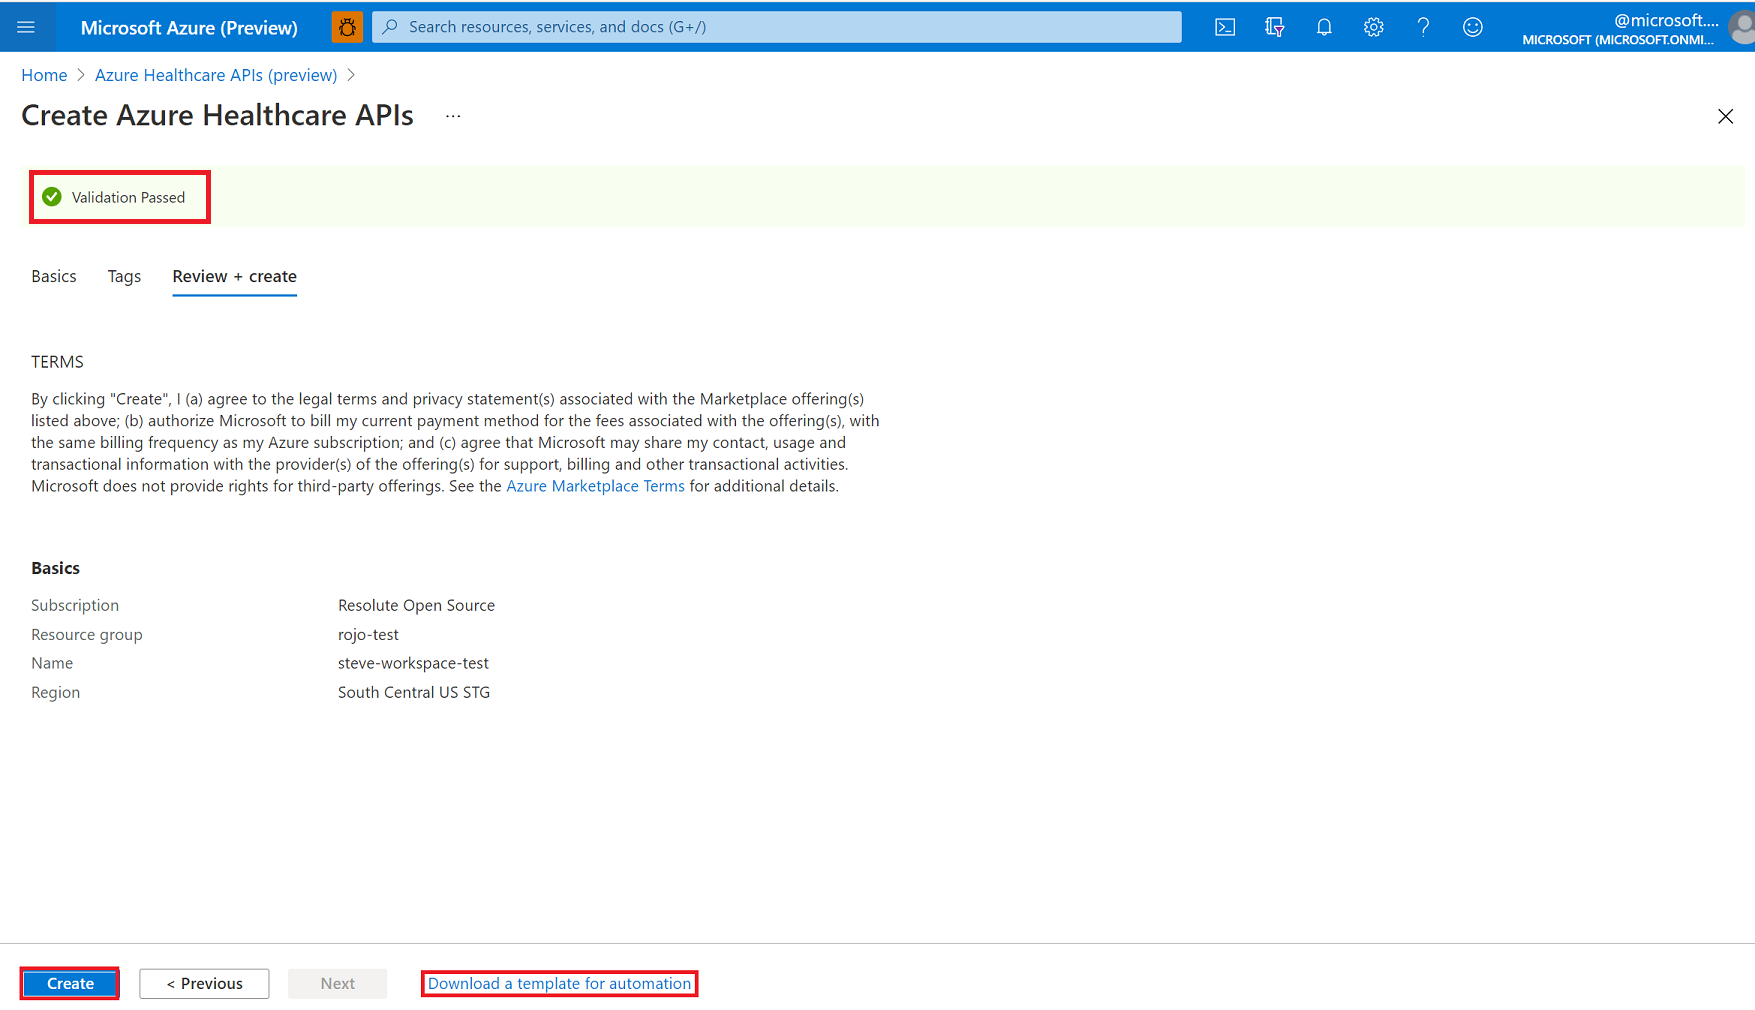 Microsoft Azure (Preview)
Search resources, services, and docs (G+/)
@microsoft....
MICROSOFT (MICROSOFT.ONMI...
Home > Azure Healthcare APIs (preview) >
Create Azure Healthcare APIs ...
Validation Passed
Basics Tags Review + create
TERMS
By clicking "Create", I (a) agree to the legal terms and privacy statement(s) associated with the Marketplace offering(s)
listed above; (b) authorize Microsoft to bill my current payment method for the fees associated with the offering(s), with
the same billing frequency as my Azure subscription; and (c) agree that Microsoft may share my contact, usage and
transactional information with the provider(s) of the offering(s) for support, billing and other transactional activities.
Microsoft does not provide rights for third-party offerings. See the Azure Marketplace Terms for additional details.
Basics
Subscription Resolute Open Source
Resource group rojo-test
Name steve-workspace-test
Region South Central US STG
Create < Previous Next Download a template for automation